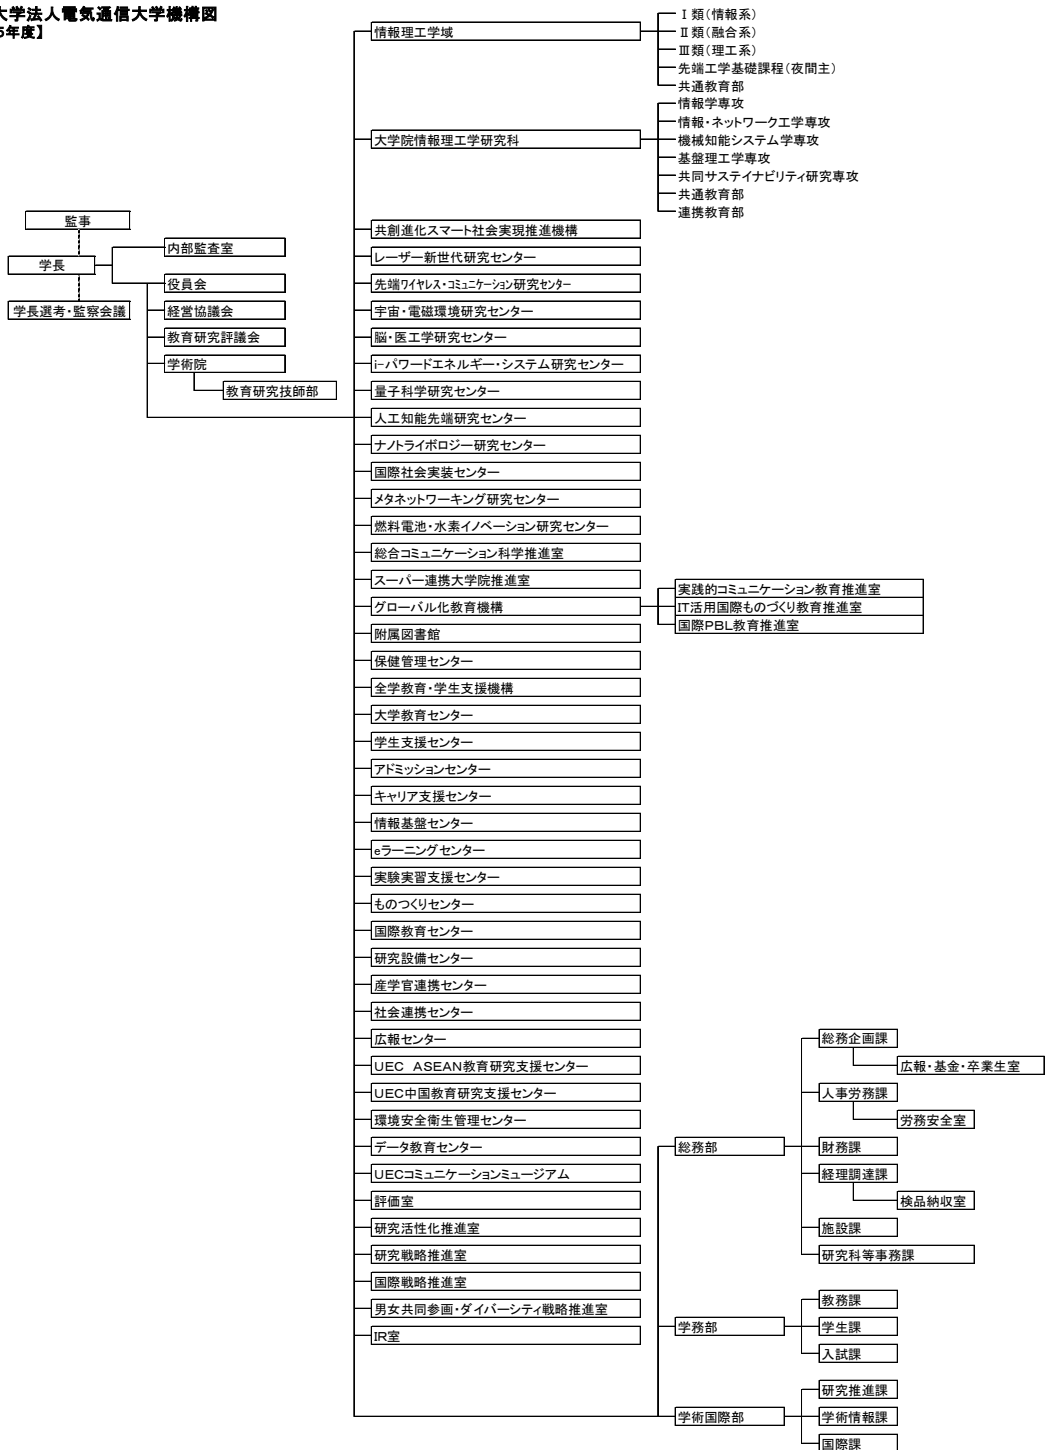 大学法人電気通信大学機構図
5年度】
情報理工学域
Ⅰ類(情報系)
Ⅱ類(融合系)
Ⅲ類(理工系)
先端工学基礎課程(夜間主)
共通教育部
大学院情報理工学研究科
情報学専攻
情報・ネットワーク工学専攻
機械知能システム学専攻
基盤理工学専攻
共同サステイナビリティ研究専攻
共通教育部
連携教育部
監事
学長
学長選考・監察会議
内部監査室
役員会
経営協議会
教育研究評議会
学術院
教育研究技師部
共創進化スマート社会実現推進機構
レーザー新世代研究センター
先端ワイヤレス・コミュニケーション研究センター
宇宙・電磁環境研究センター
脳・医工学研究センター
i-パワードエネルギー・システム研究センター
量子科学研究センター
人工知能先端研究センター
ナノトライボロジー研究センター
国際社会実装センター
メタネットワーキング研究センター
燃料電池・水素イノベーション研究センター
総合コミュニケーション科学推進室
スーパー連携大学院推進室
グローバル化教育機構
実践的コミュニケーション教育推進室
IT活用国際ものづくり教育推進室
国際PBL教育推進室
附属図書館
保健管理センター
全学教育・学生支援機構
大学教育センター
学生支援センター
アドミッションセンター
キャリア支援センター
情報基盤センター
eラーニングセンター
実験実習支援センター
ものつくりセンター
国際教育センター
研究設備センター
産学官連携センター
社会連携センター
広報センター
UEC ASEAN教育研究支援センター
UEC中国教育研究支援センター
環境安全衛生管理センター
データ教育センター
UECコミュニケーションミュージアム
評価室
研究活性化推進室
研究戦略推進室
国際戦略推進室
男女共同参画・ダイバーシティ戦略推進室
IR室
総務部
総務企画課
広報・基金・卒業生室
人事労務課
労務安全室
財務課
経理調達課
検品納収室
施設課
研究科等事務課
学務部
教務課
学生課
入試課
学術国際部
研究推進課
学術情報課
国際課